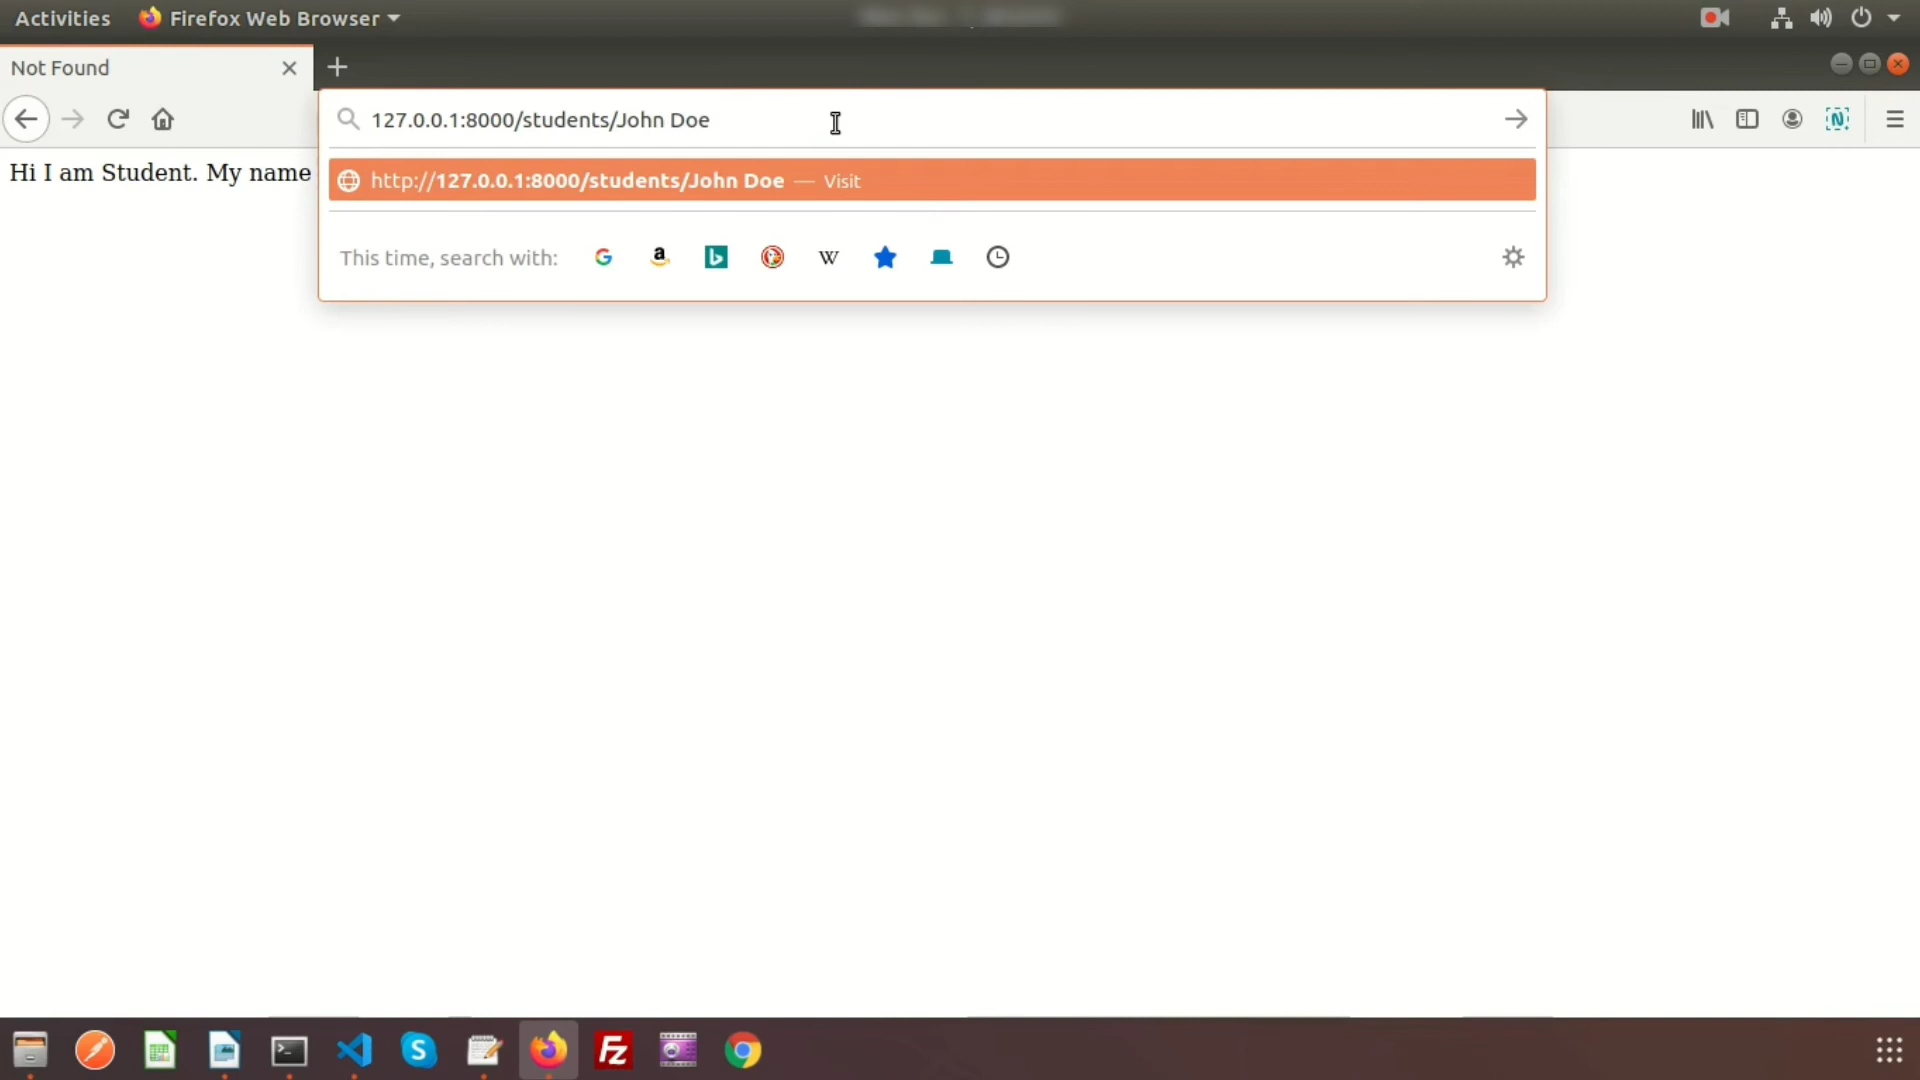 Activities Firefox Web Browser
Not Found
127.0.0.1:8000/students/John Doe
Hi I am Student. My name
http://127.0.0.1:8000/students/John Doe — Visit
This time, search with: